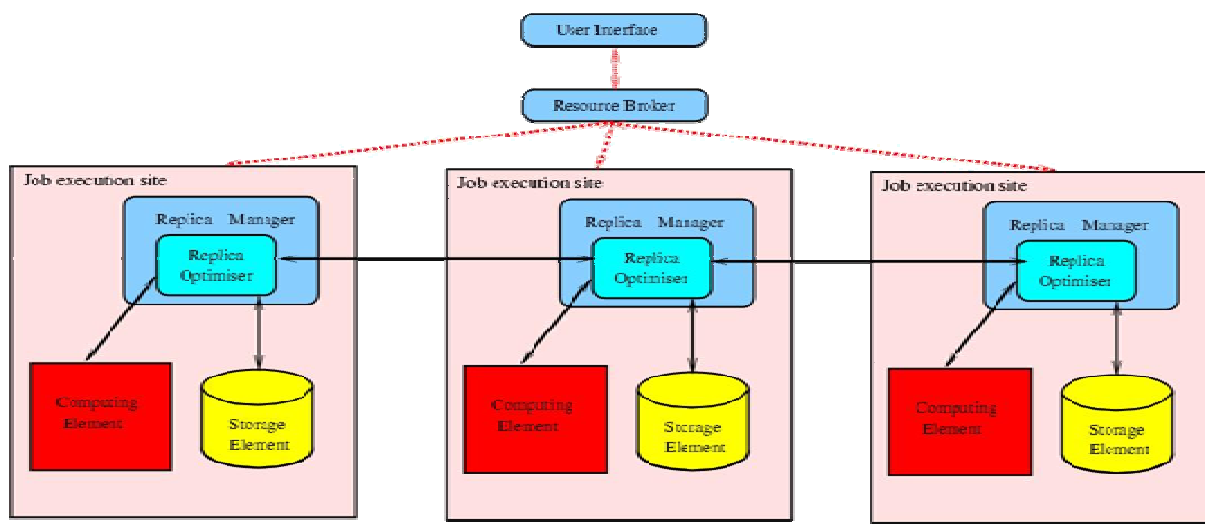 User Interface
Resource Broker
Job execution site
Replica Manager
Replica
Optimiser
Computing
Element
Storage
Element
Job execution site
Replica Manager
Replica
Optimiser
Computing
Element
Storage
Element
Job execution site
Replica Manager
Replica
Optimiser
Computing
Element
Storage
Element